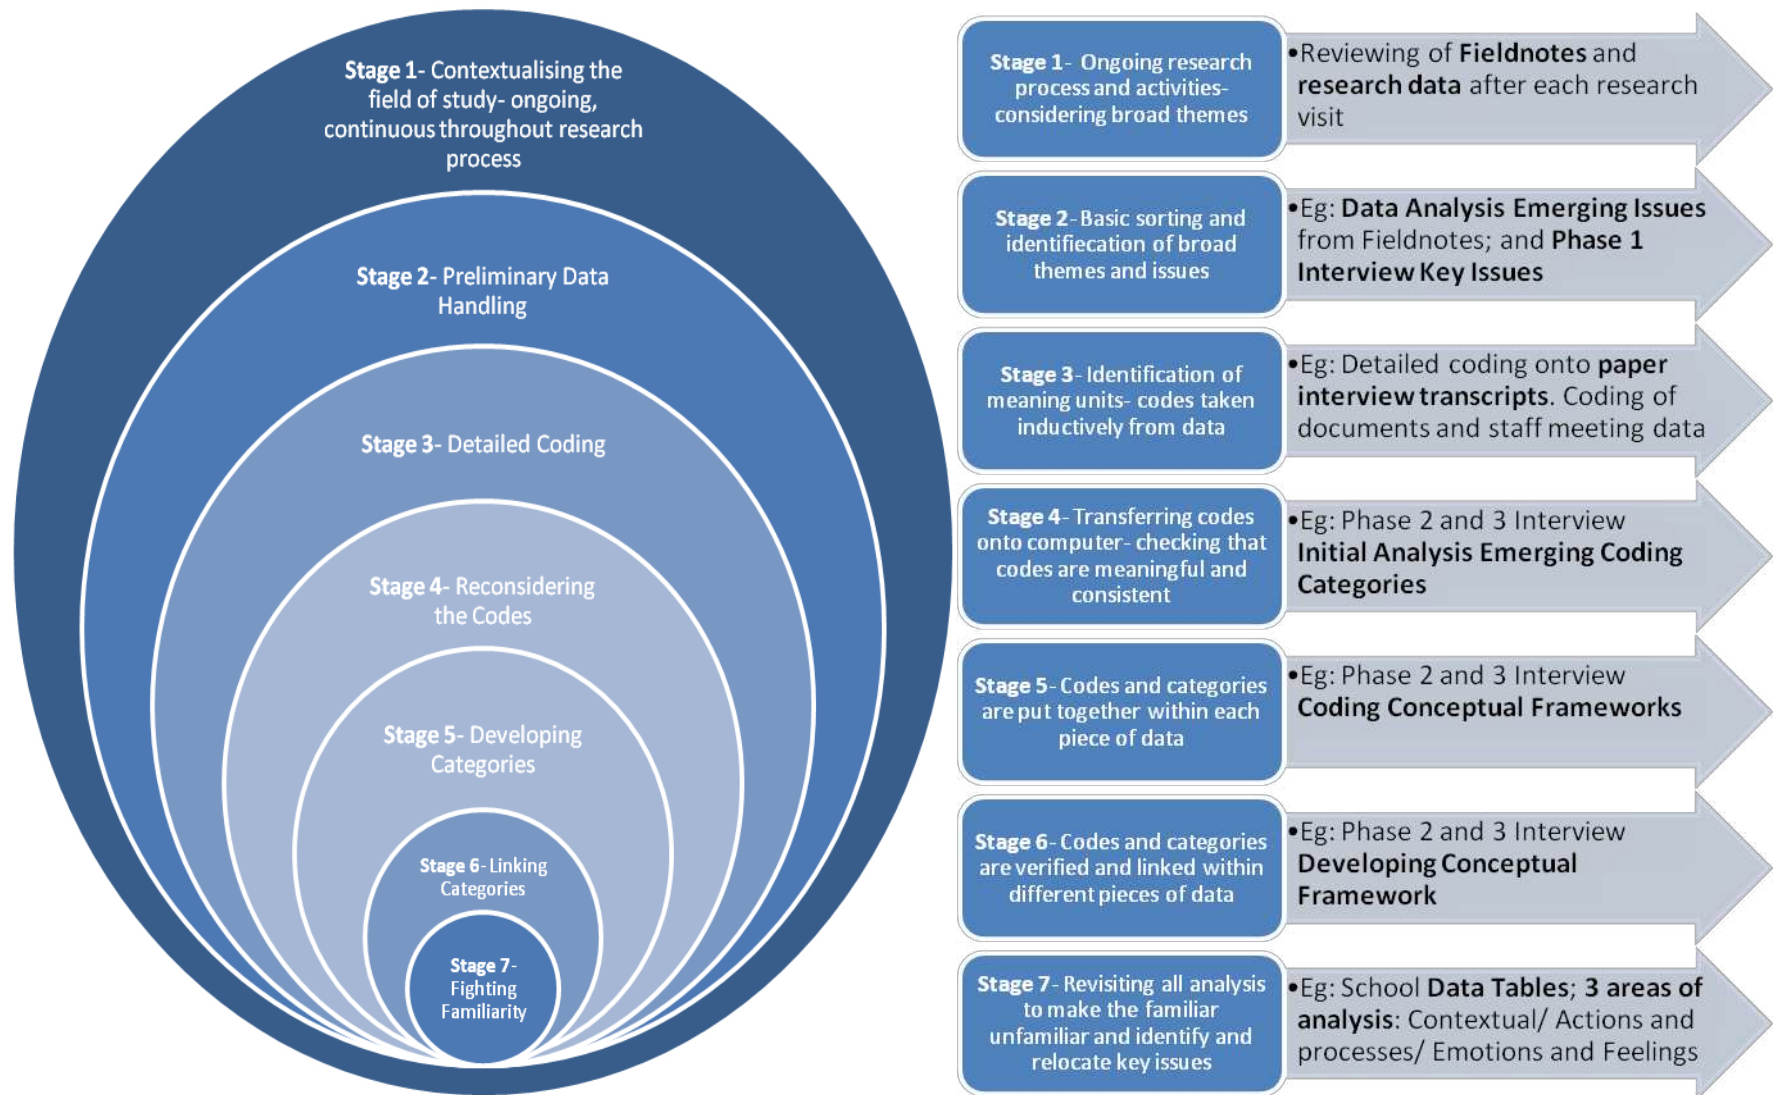 Stage 1- Contextualising the
field of study- ongoing,
continuous throughout research
process
Stage 2- Preliminary Data
Handling
Stage 3- Detailed Coding
Stage 4- Reconsidering
the Codes
Stage 5- Developing
Categories
Stage 6- Linking
Categories
Stage 7-
Fighting
Familiarity
Stage 1- Ongoing research
process and activities-
considering broad themes
•Reviewing of Fieldnotes and
research data after each research
visit
Stage 2- Basic sorting and
identifiecation of broad
themes and issues
•Eg: Data Analysis Emerging Issues
from Fieldnotes; and Phase 1
Interview Key Issues
Stage 3- Identification of
meaning units- codes taken
inductively from data
•Eg: Detailed coding onto paper
interview transcripts. Coding of
documents and staff meeting data
Stage 4- Transferring codes
onto computer- checking that
codes are meaningful and
consistent
•Eg: Phase 2 and 3 Interview
Initial Analysis Emerging Coding
Categories
Stage 5- Codes and categories
are put together within each
piece of data
•Eg: Phase 2 and 3 Interview
Coding Conceptual Frameworks
Stage 6- Codes and categories
are verified and linked within
different pieces of data
•Eg: Phase 2 and 3 Interview
Developing Conceptual
Framework
Stage 7- Revisiting all analysis
to make the familiar
unfamiliar and identify and
relocate key issues
•Eg: School Data Tables; 3 areas of
analysis: Contextual/ Actions and
processes/ Emotions and Feelings